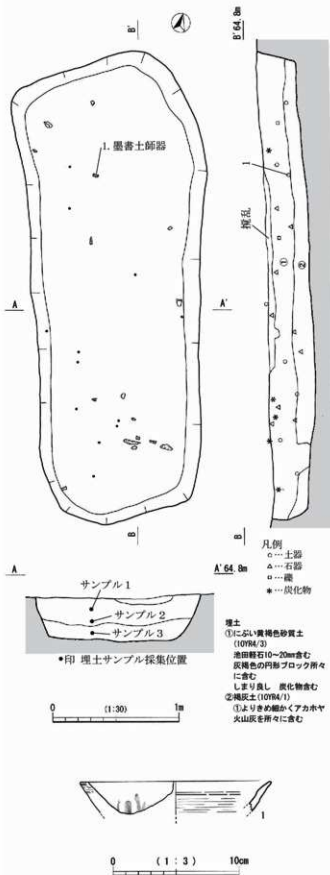 B'
B' 64.8m
1. 墨書土師器
1
撹乱
①
②
A
A'
B
B
凡例
○…土器
△…石器
□…礫
＊…炭化物
A
A' 64.8m
サンプル1
サンプル2
サンプル3
●印 埋土サンプル採集位置
0 (1:30) 1m
埋土
①にぶい黄褐色砂質土
(10YR4/3)
池田軽石10～20mm含む
灰褐色の円形ブロック所々
に含む
しまり良し 炭化物含む
②褐灰土(10YR4/1)
①よりきめ細かくアカホヤ
火山灰を所々に含む
1
0 (1:3) 10cm